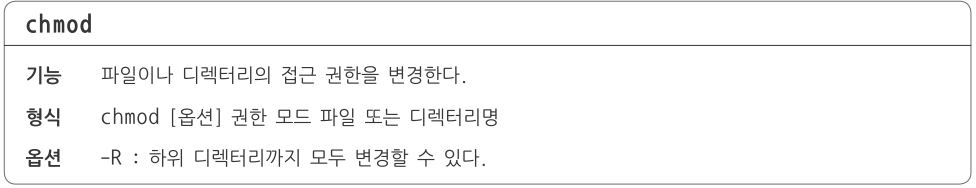 chmod
기능 파일이나 디렉터리의 접근 권한을 변경한다.
형식 chmod [옵션] 권한 모드 파일 또는 디렉터리명
옵션 -R : 하위 디렉터리까지 모두 변경할 수 있다.